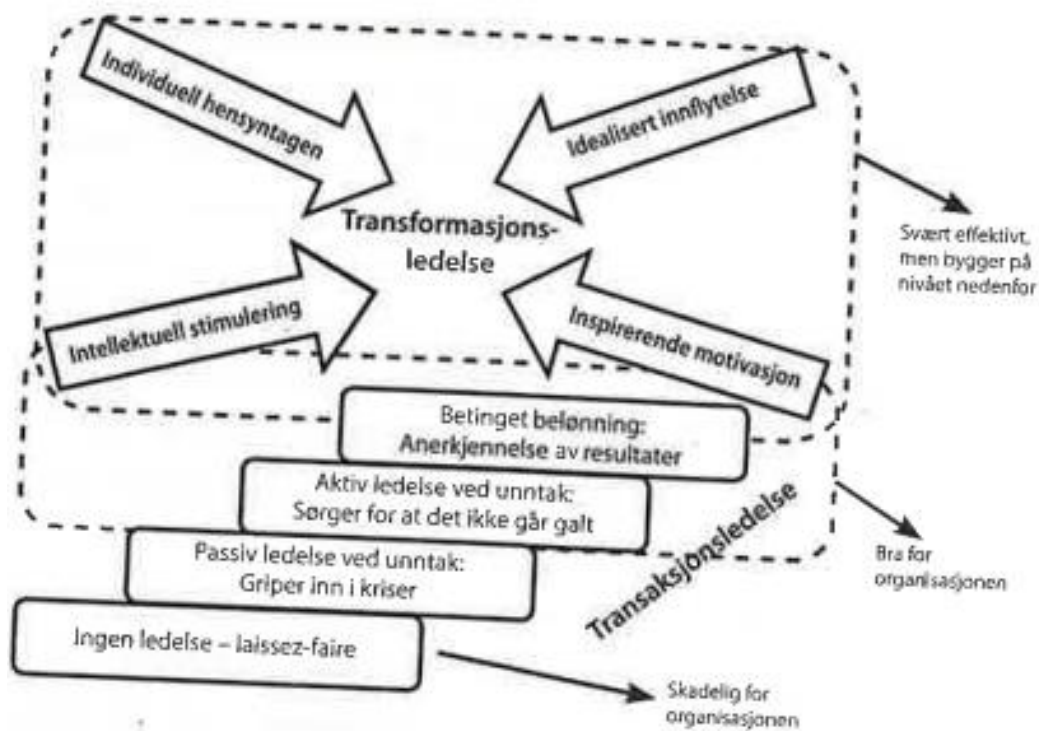 Individuell hensyntagen
Idealisert innflytelse
Transformasjons-
ledelse
Svært effektivt,
men bygger på
nivået nedenfor
Intellektuell stimulering
Inspirerende motivasjon
Betinget belønning:
Anerkjennelse av resultater
Aktiv ledelse ved unntak:
Sørger for at det ikke går galt
Transaksjonsledelse
Passiv ledelse ved unntak:
Griper inn i kriser
Bra for
organisasjonen
Ingen ledelse – laissez-faire
Skadelig for
organisasjonen